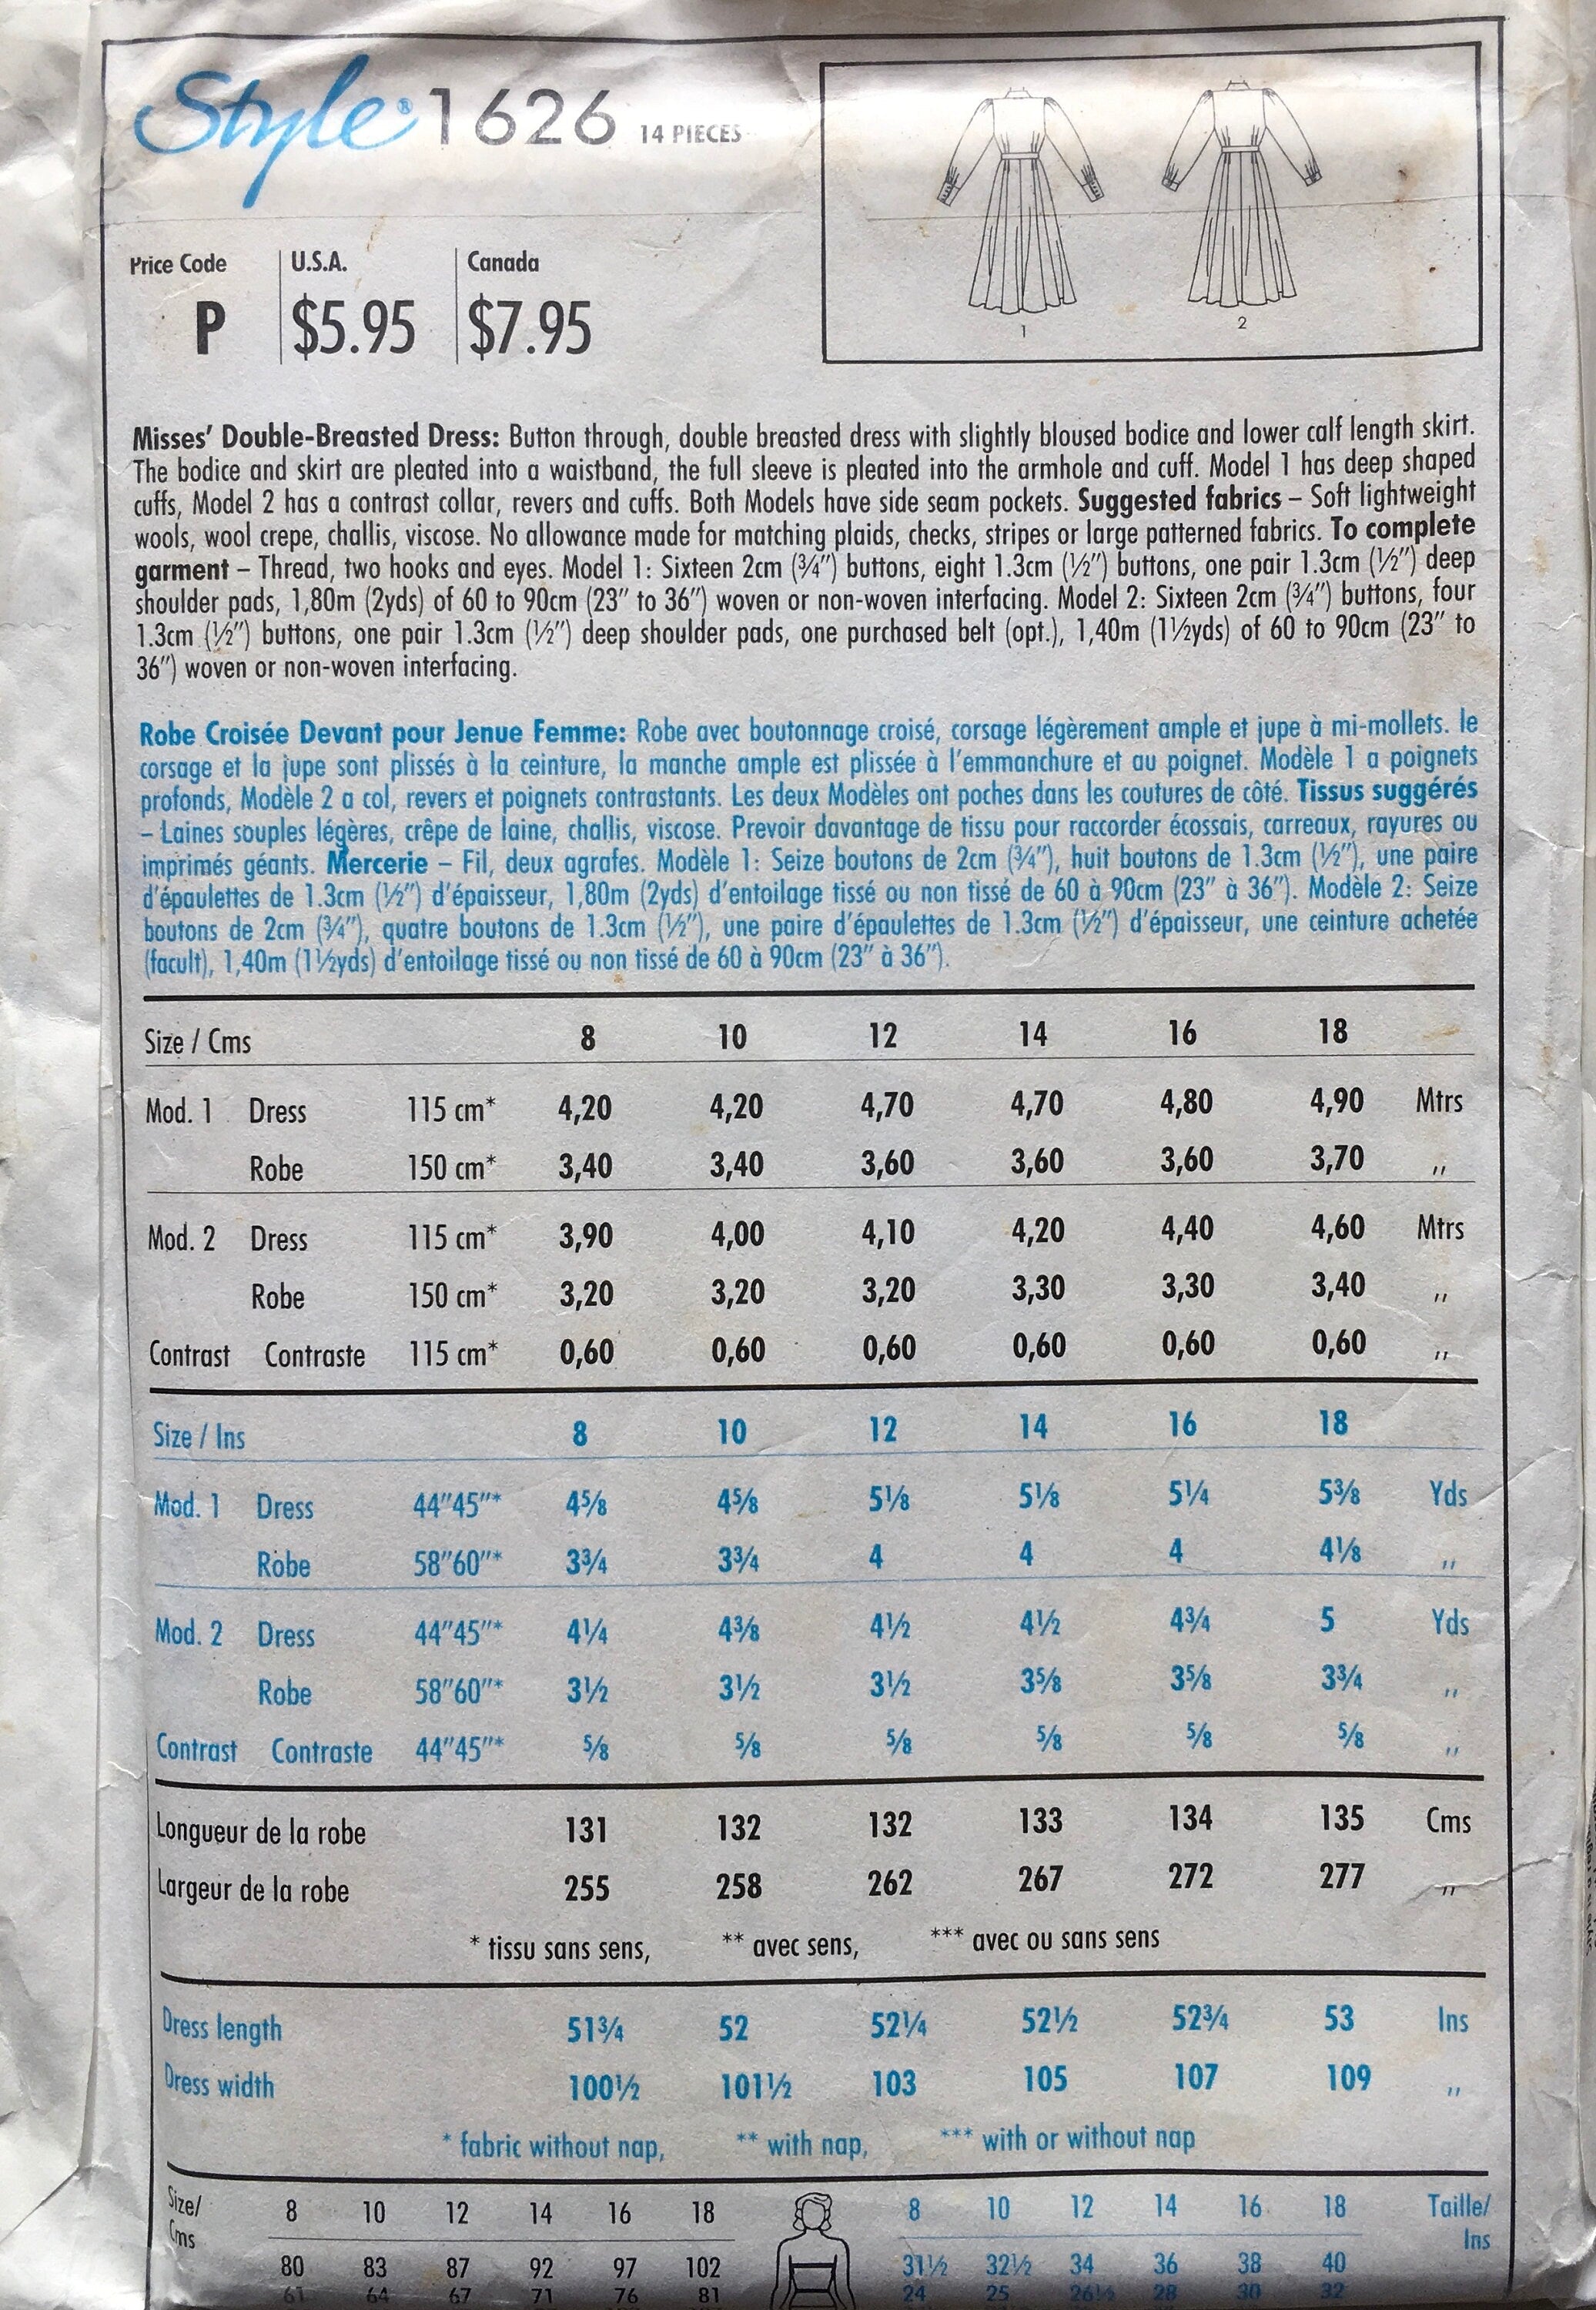 Style® 1626 14 PIECES
1 2
Price Code U.S.A. Canada
P $5.95 $7.95
Misses' Double-Breasted Dress: Button through, double breasted dress with slightly bloused bodice and lower calf length skirt.
The bodice and skirt are pleated into a waistband, the full sleeve is pleated into the armhole and cuff. Model 1 has deep shaped
cuffs, Model 2 has a contrast collar, revers and cuffs. Both Models have side seam pockets. Suggested fabrics – Soft lightweight
wools, wool crepe, challis, viscose. No allowance made for matching plaids, checks, stripes or large patterned fabrics. To complete
garment – Thread, two hooks and eyes. Model 1: Sixteen 2cm (¾″) buttons, eight 1.3cm (½″) buttons, one pair 1.3cm (½″) deep
shoulder pads, 1,80m (2yds) of 60 to 90cm (23″ to 36″) woven or non-woven interfacing. Model 2: Sixteen 2cm (¾″) buttons, four
1.3cm (½″) buttons, one pair 1.3cm (½″) deep shoulder pads, one purchased belt (opt.), 1,40m (1½yds) of 60 to 90cm (23″ to
36″) woven or non-woven interfacing.
Robe Croisée Devant pour Jenue Femme: Robe avec boutonnage croisé, corsage légèrement ample et jupe à mi-mollets. le
corsage et la jupe sont plissés à la ceinture, la manche ample est plissée à l'emmanchure et au poignet. Modèle 1 a poignets
profonds, Modèle 2 a col, revers et poignets contrastants. Les deux Modèles ont poches dans les coutures de côté. Tissus suggérés
– Laines souples légères, crêpe de laine, challis, viscose. Prevoir davantage de tissu pour raccorder écossais, carreaux, rayures ou
imprimés géants. Mercerie – Fil, deux agrafes. Modèle 1: Seize boutons de 2cm (¾″), huit boutons de 1.3cm (½″), une paire
d'épaulettes de 1.3cm (½″) d'épaisseur, 1,80m (2yds) d'entoilage tissé ou non tissé de 60 à 90cm (23″ à 36″). Modèle 2: Seize
boutons de 2cm (¾″), quatre boutons de 1.3cm (½″), une paire d'épaulettes de 1.3cm (½″) d'épaisseur, une ceinture achetée
(facult), 1,40m (1½yds) d'entoilage tissé ou non tissé de 60 à 90cm (23″ à 36″).
Size / Cms 8 10 12 14 16 18
Mod. 1 Dress 115 cm* 4,20 4,20 4,70 4,70 4,80 4,90 Mtrs
Robe 150 cm* 3,40 3,40 3,60 3,60 3,60 3,70 ,,
Mod. 2 Dress 115 cm* 3,90 4,00 4,10 4,20 4,40 4,60 Mtrs
Robe 150 cm* 3,20 3,20 3,20 3,30 3,30 3,40 ,,
Contrast Contraste 115 cm* 0,60 0,60 0,60 0,60 0,60 0,60 ,,
Size / Ins 8 10 12 14 16 18
Mod. 1 Dress 44″45″* 4⅝ 4⅝ 5⅛ 5⅛ 5¼ 5⅜ Yds
Robe 58″60″* 3¾ 3¾ 4 4 4 4⅛ ,,
Mod. 2 Dress 44″45″* 4¼ 4⅜ 4½ 4½ 4¾ 5 Yds
Robe 58″60″* 3½ 3½ 3½ 3⅝ 3⅝ 3¾ ,,
Contrast Contraste 44″45″* ⅝ ⅝ ⅝ ⅝ ⅝ ⅝ ,,
Longueur de la robe 131 132 132 133 134 135 Cms
Largeur de la robe 255 258 262 267 272 277 ,,
* tissu sans sens, ** avec sens, *** avec ou sans sens
Dress length 51¾ 52 52¼ 52½ 52¾ 53 Ins
Dress width 100½ 101½ 103 105 107 109 ,,
* fabric without nap, ** with nap, *** with or without nap
Size/ Cms 8 10 12 14 16 18 8 10 12 14 16 18 Taille/ Ins
80 83 87 92 97 102 31½ 32½ 34 36 38 40
61 64 67 71 76 81 24 25 26½ 28 30 32